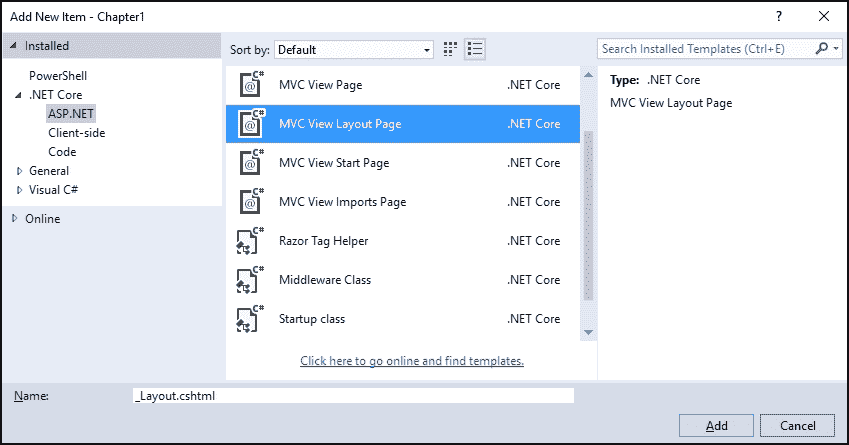 Add New Item - Chapter1
?
Installed
Sort by: Default
Search Installed Templates (Ctrl+E)
PowerShell
.NET Core
ASP.NET
Client-side
Code
General
Visual C#
Online
C# MVC View Page .NET Core
C# MVC View Layout Page .NET Core
C# MVC View Start Page .NET Core
C# MVC View Imports Page .NET Core
C# Razor Tag Helper .NET Core
C# Middleware Class .NET Core
C# Startup class .NET Core
Click here to go online and find templates.
Type: .NET Core
MVC View Layout Page
Name: _Layout.cshtml
Add Cancel